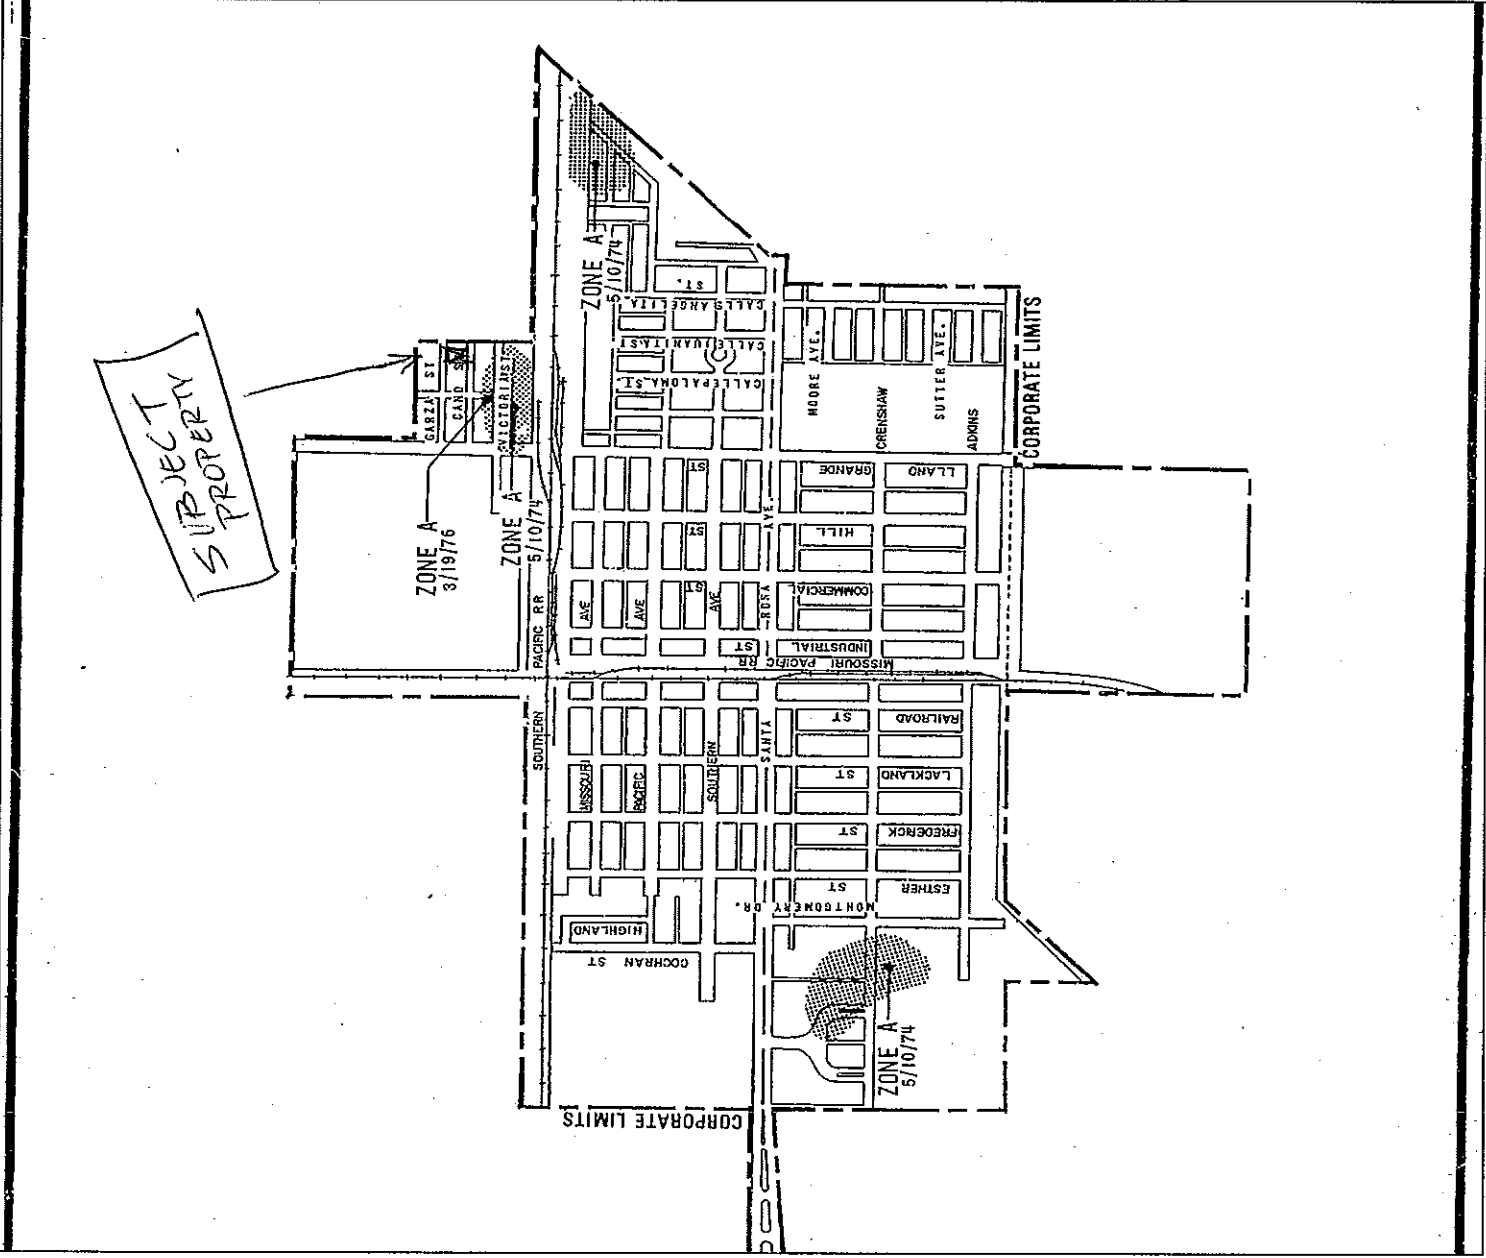 SUBJECT
PROPERTY
GARZA ST
CANO ST
VICTORIA ST
ZONE A
3/19/76
ZONE A
5/10/74
ZONE A
5/10/74
SOUTHERN PACIFIC RR
CALLE ANGELITA ST.
CALLE JUANITA ST
CALLE PALOMA ST.
MOORE AVE.
CRENSHAW
SUTTER AVE.
ADKINS
CORPORATE LIMITS
LLANO GRANDE ST
HILL ST
COMMERCIAL ST
INDUSTRIAL ST
MISSOURI PACIFIC RR
RAILROAD ST
LACKLAND ST
FREDERICK ST
ESTHER ST
MONTGOMERY DR.
MISSOURI AVE
PACIFIC AVE
SOUTHERN AVE
SANTA ROSA AVE.
HIGHLAND
COCHRAN ST
ZONE A
5/10/74
CORPORATE LIMITS